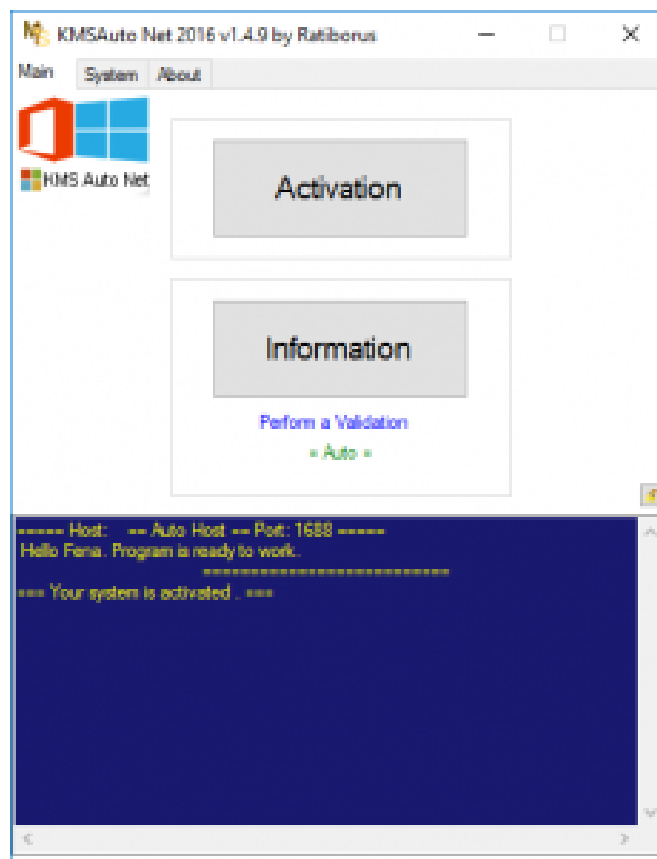 KMSAuto Net 2016 v1.4.9 by Ratiborus
Main System About
KMS Auto Net
Activation
Information
Perform a Validation
= Auto =
----- Host: --- Auto Host --- Port: 1688 -----
Hello Fena. Program is ready to work.
===========================
=== Your system is activated . ===